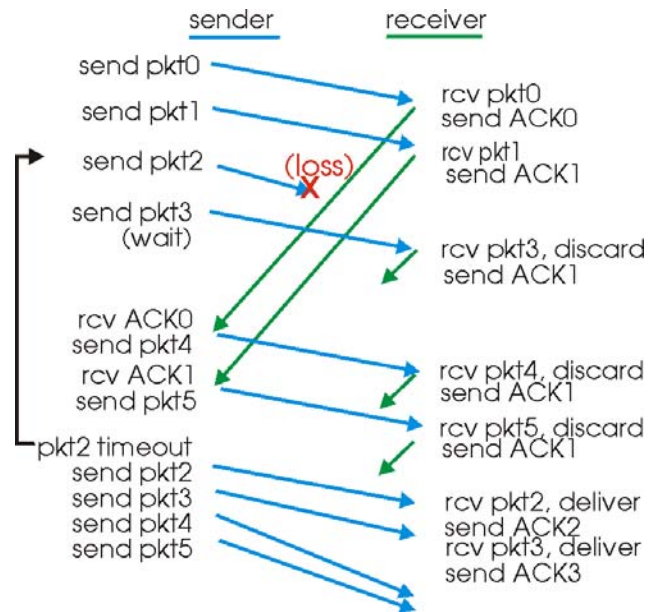 sender
receiver
send pkt0
send pkt1
send pkt2
send pkt3
(wait)
(loss)
X
rcv ACK0
send pkt4
rcv ACK1
send pkt5
pkt2 timeout
send pkt2
send pkt3
send pkt4
send pkt5
rcv pkt0
send ACK0
rcv pkt1
send ACK1
rcv pkt3, discard
send ACK1
rcv pkt4, discard
send ACK1
rcv pkt5, discard
send ACK1
rcv pkt2, deliver
send ACK2
rcv pkt3, deliver
send ACK3